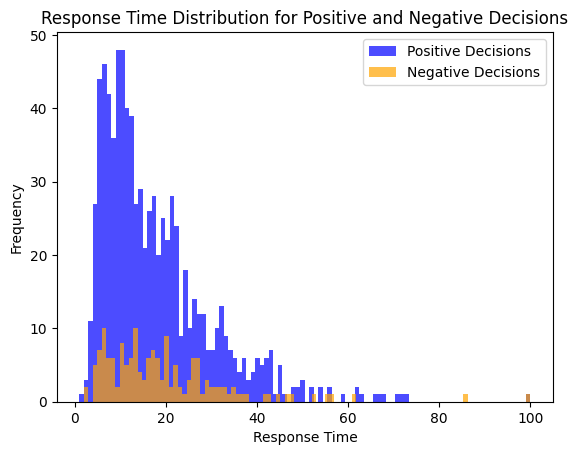 Response Time Distribution for Positive and Negative Decisions
Positive Decisions
Negative Decisions
50
40
30
20
10
0
Frequency
0 20 40 60 80 100
Response Time